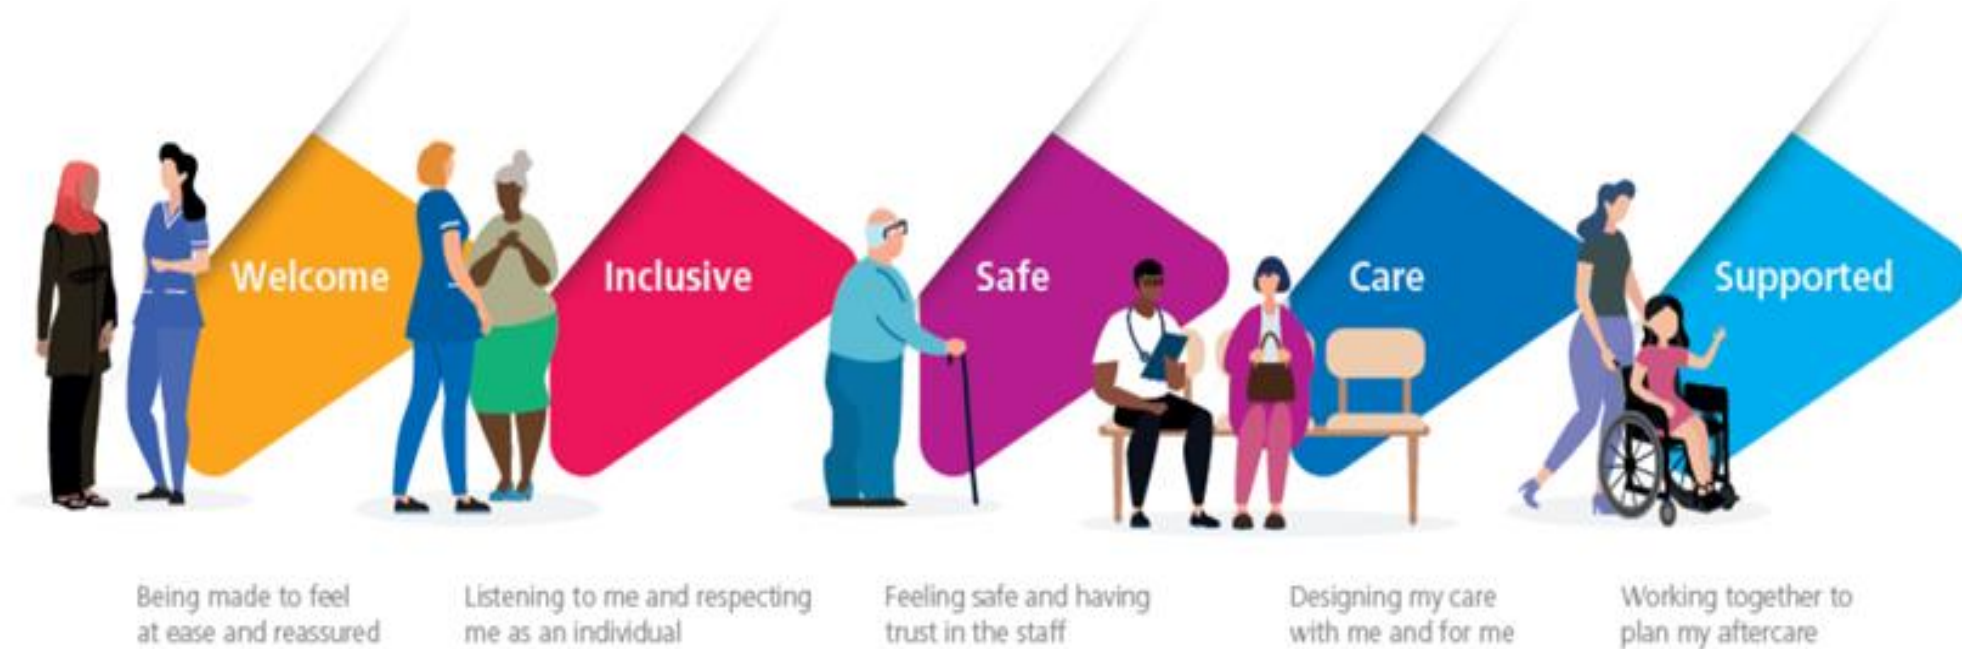 Welcome
Inclusive
Safe
Care
Supported
Being made to feel
at ease and reassured
Listening to me and respecting
me as an individual
Feeling safe and having
trust in the staff
Designing my care
with me and for me
Working together to
plan my aftercare